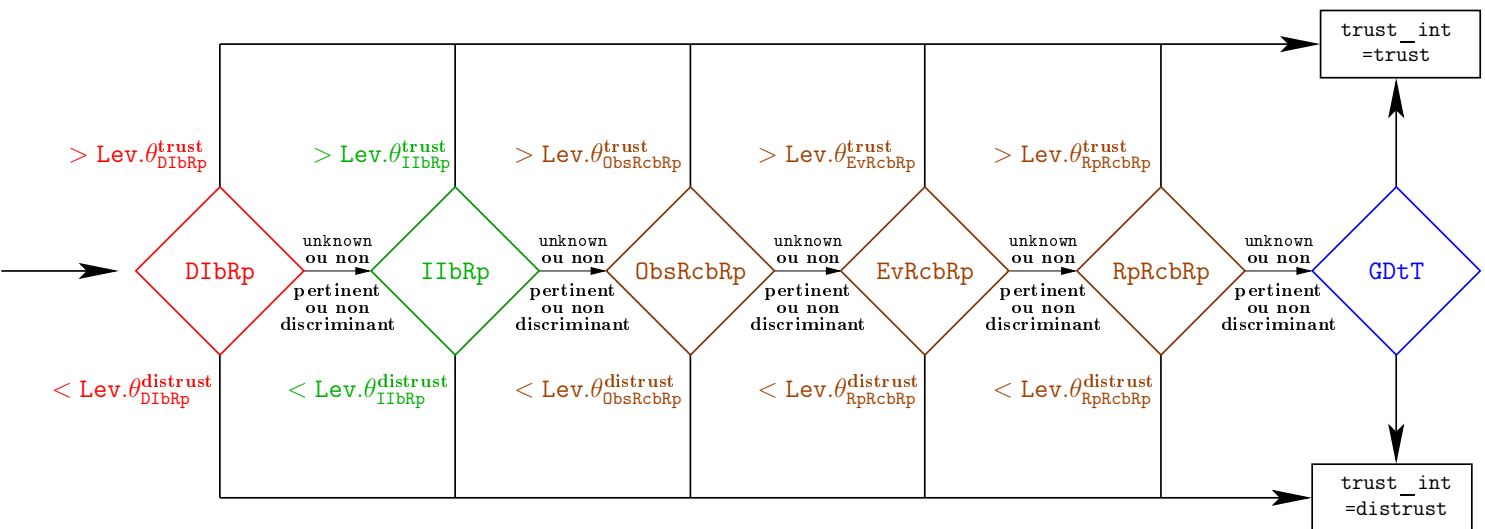 trust_int
=trust
> Lev.θ^trust_DIbRp
> Lev.θ^trust_IIbRp
> Lev.θ^trust_ObsRcbRp
> Lev.θ^trust_EvRcbRp
> Lev.θ^trust_RpRcbRp
DIbRp
unknown
ou non
pertinent
ou non
discriminant
IIbRp
unknown
ou non
pertinent
ou non
discriminant
ObsRcbRp
unknown
ou non
pertinent
ou non
discriminant
EvRcbRp
unknown
ou non
pertinent
ou non
discriminant
RpRcbRp
unknown
ou non
pertinent
ou non
discriminant
GDtT
< Lev.θ^distrust_DIbRp
< Lev.θ^distrust_IIbRp
< Lev.θ^distrust_ObsRcbRp
< Lev.θ^distrust_RpRcbRp
< Lev.θ^distrust_RpRcbRp
trust_int
=distrust